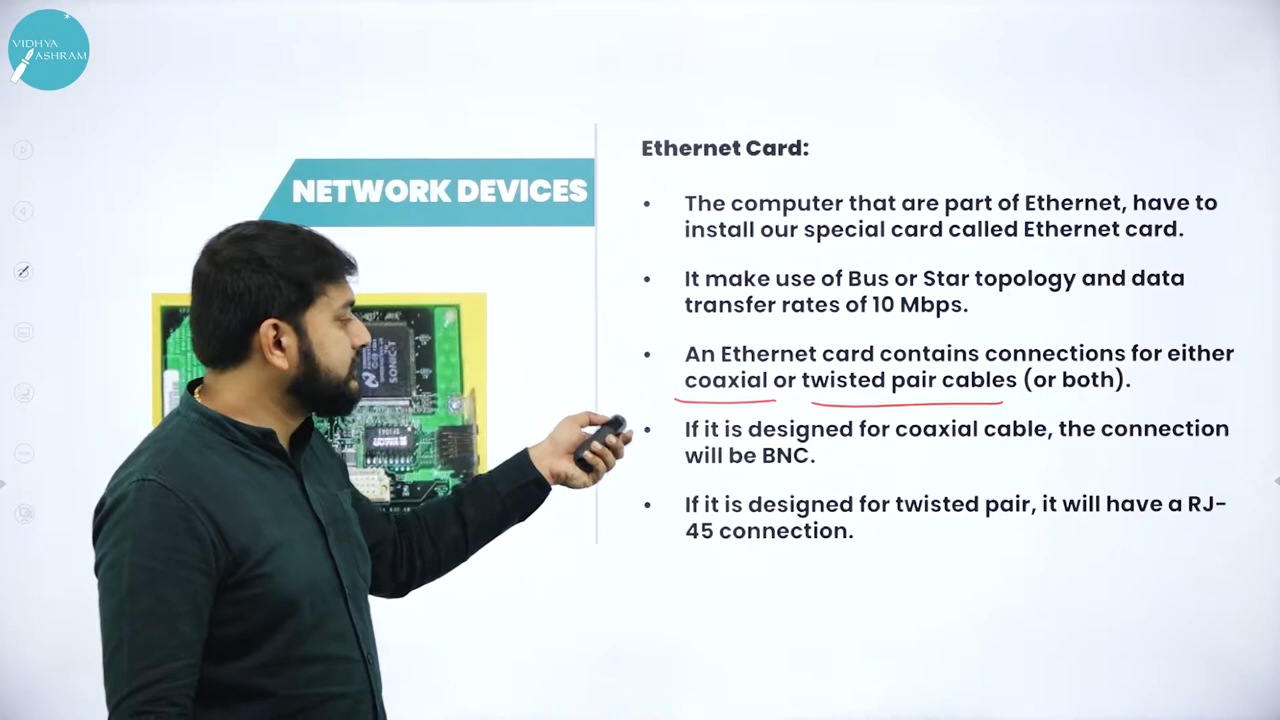 VIDHYA
ASHRAM
NETWORK DEVICES
Ethernet Card:
• The computer that are part of Ethernet, have to
install our special card called Ethernet card.
• It make use of Bus or Star topology and data
transfer rates of 10 Mbps.
• An Ethernet card contains connections for either
coaxial or twisted pair cables (or both).
• If it is designed for coaxial cable, the connection
will be BNC.
• If it is designed for twisted pair, it will have a RJ-
45 connection.
SONIC-T